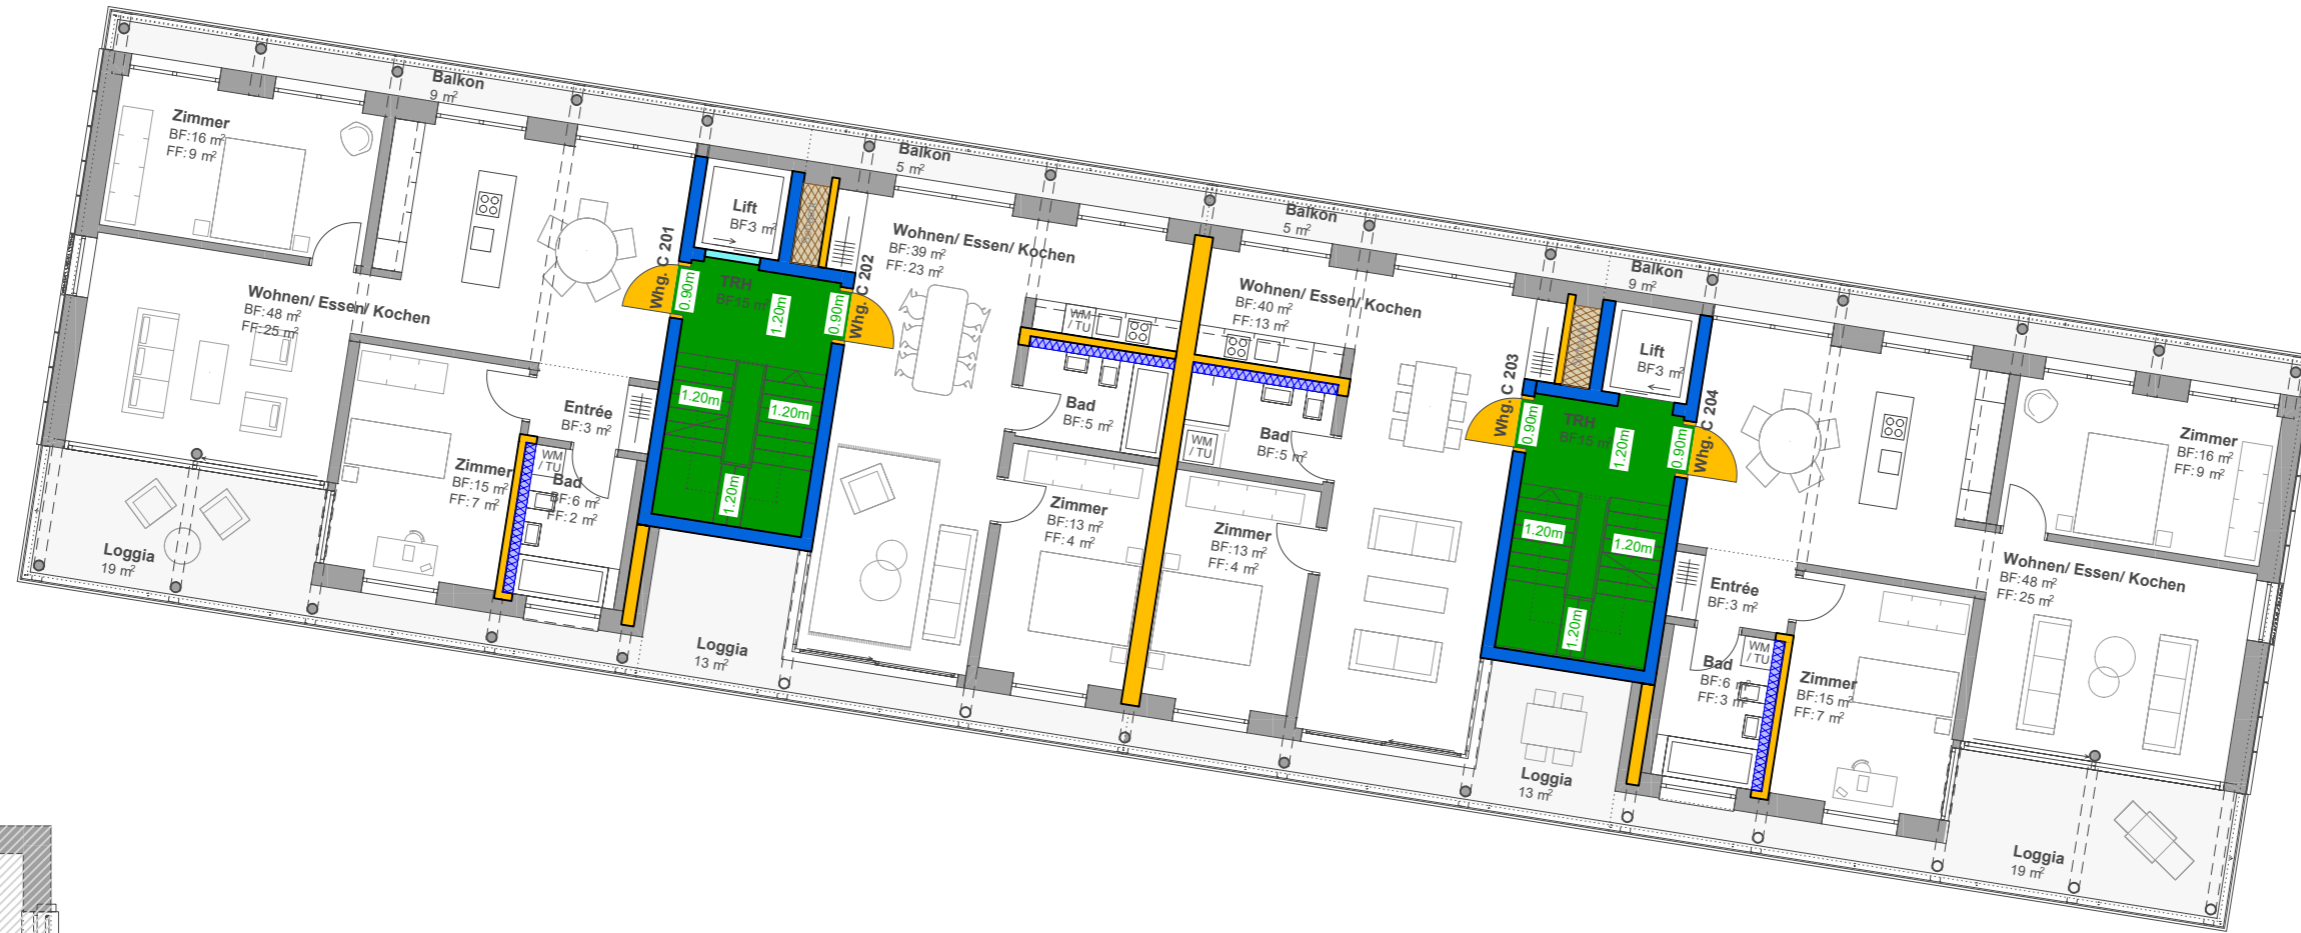 Balkon
9 m²
Zimmer
BF:16 m²
FF:9 m²
Wohnen/ Essen/ Kochen
BF:48 m²
FF:25 m²
Lift
BF3 m²
Whg. C 201
0.90m
TRH
BF15 m²
1.20m
0.90m
Whg. C 202
1.20m
1.20m
1.20m
Entrée
BF:3 m²
Zimmer
BF:15 m²
FF:7 m²
WM
/ TU
Bad
BF:6 m²
FF:2 m²
Loggia
19 m²
Balkon
5 m²
Wohnen/ Essen/ Kochen
BF:39 m²
FF:23 m²
WM
/ TU
Bad
BF:5 m²
Zimmer
BF:13 m²
FF:4 m²
Loggia
13 m²
Balkon
5 m²
Wohnen/ Essen/ Kochen
BF:40 m²
FF:13 m²
WM
/ TU
Bad
BF:5 m²
Zimmer
BF:13 m²
FF:4 m²
Loggia
13 m²
Balkon
9 m²
Lift
BF3 m²
Whg. C 203
0.90m
TRH
BF15 m²
1.20m
0.90m
Whg. C 204
1.20m
1.20m
1.20m
Entrée
BF:3 m²
WM
/ TU
Bad
BF:6 m²
FF:3 m²
Zimmer
BF:15 m²
FF:7 m²
Wohnen/ Essen/ Kochen
BF:48 m²
FF:25 m²
Zimmer
BF:16 m²
FF:9 m²
Loggia
19 m²